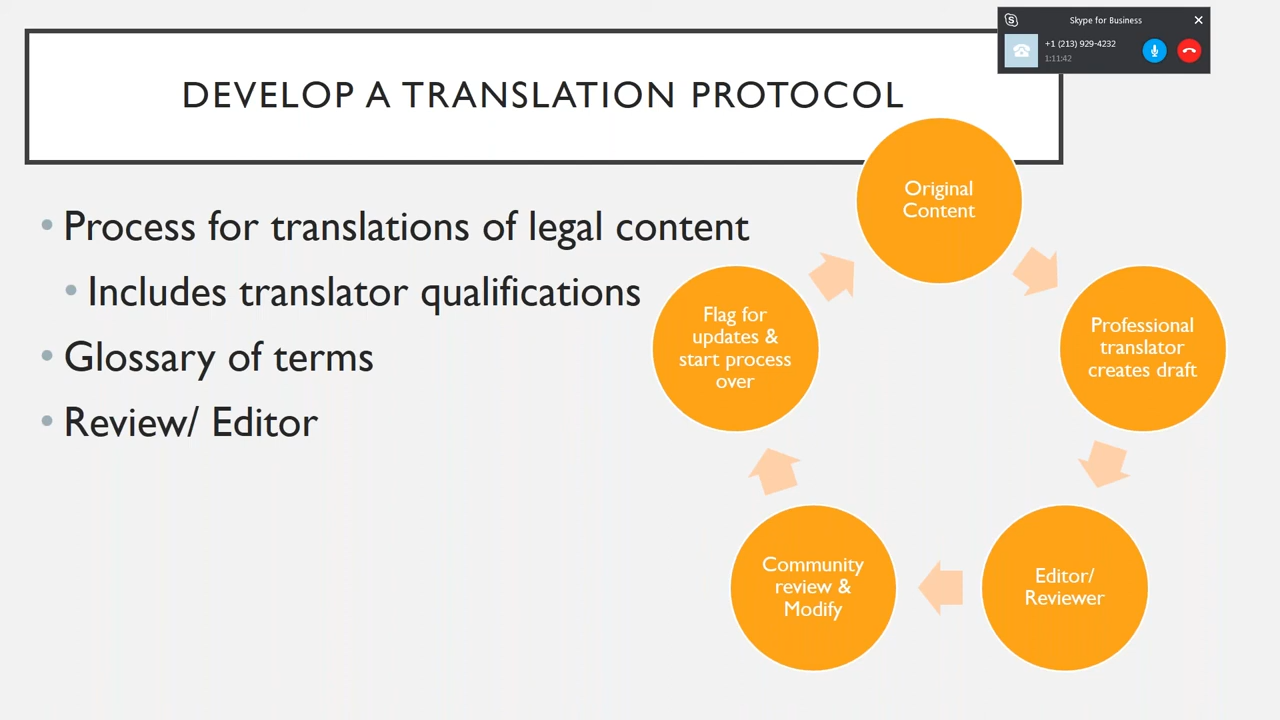 Skype for Business
+1 (213) 929-4232
1:11:42
DEVELOP A TRANSLATION PROTOCOL
• Process for translations of legal content
• Includes translator qualifications
• Glossary of terms
• Review/ Editor
Original
Content
Professional
translator
creates draft
Editor/
Reviewer
Community
review &
Modify
Flag for
updates &
start process
over